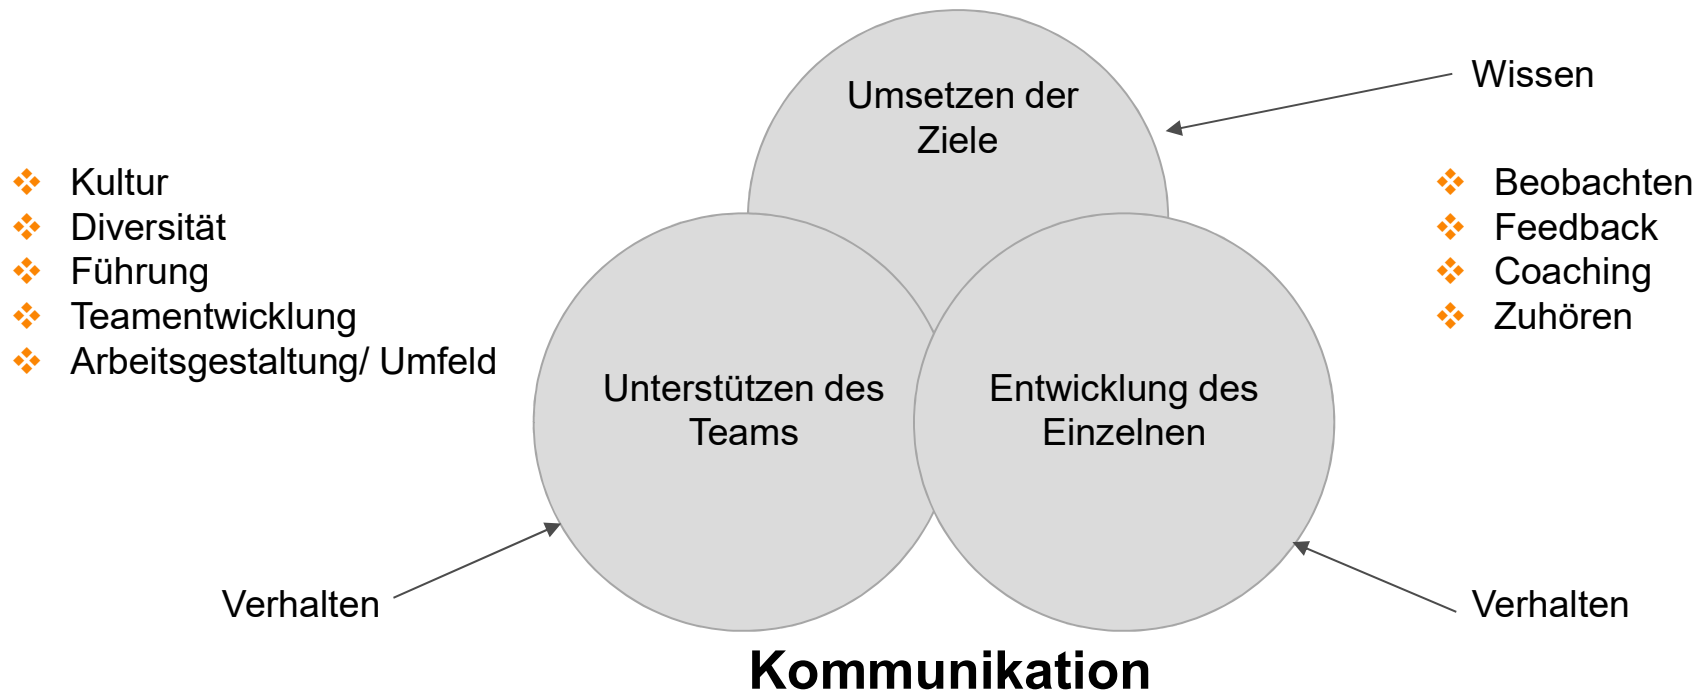 Umsetzen der
Ziele
Wissen
Kultur
Diversität
Führung
Teamentwicklung
Arbeitsgestaltung/ Umfeld
Beobachten
Feedback
Coaching
Zuhören
Unterstützen des
Teams
Entwicklung des
Einzelnen
Verhalten
Verhalten
Kommunikation